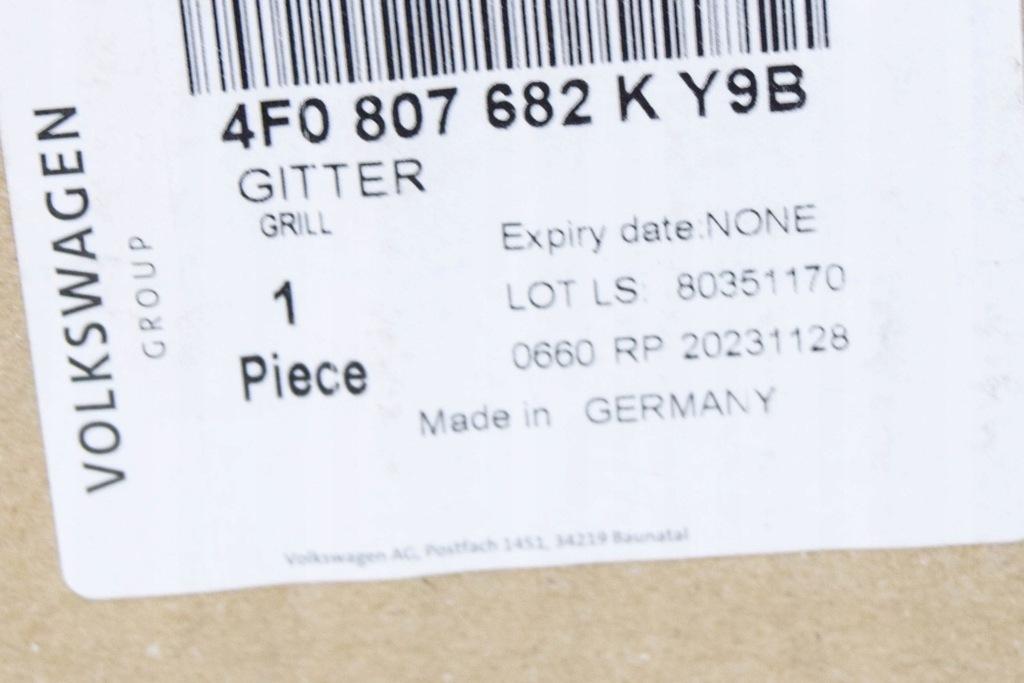 4F0 807 682 K Y9B
GITTER
GRILL
1
Piece
Expiry date:NONE
LOT LS: 80351170
0660 RP 20231128
Made in GERMANY
Volkswagen AG, Postfach 1451, 34219 Baunatal
VOLKSWAGEN
GROUP